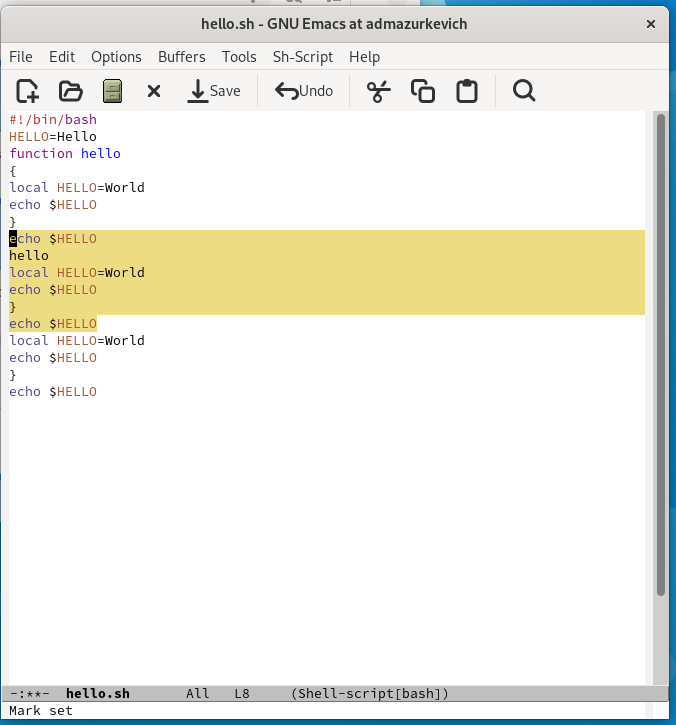 hello.sh - GNU Emacs at admazurkevich
File Edit Options Buffers Tools Sh-Script Help
Save Undo
#!/bin/bash
HELLO=Hello
function hello
{
local HELLO=World
echo $HELLO
}
echo $HELLO
hello
local HELLO=World
echo $HELLO
}
echo $HELLO
local HELLO=World
echo $HELLO
}
echo $HELLO
-:**- hello.sh All L8 (Shell-script[bash])
Mark set